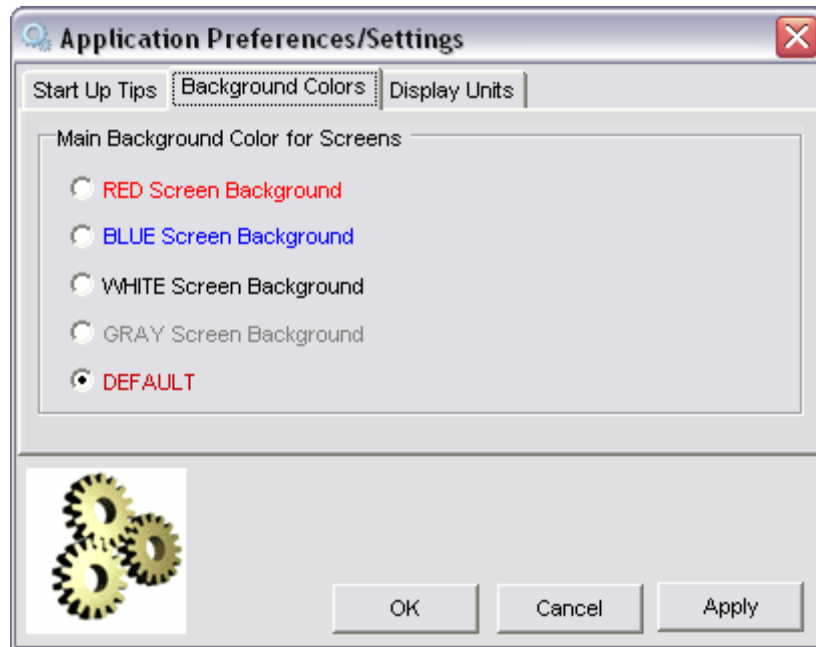 Application Preferences/Settings
Start Up Tips Background Colors Display Units
Main Background Color for Screens
RED Screen Background
BLUE Screen Background
WHITE Screen Background
GRAY Screen Background
DEFAULT
OK Cancel Apply